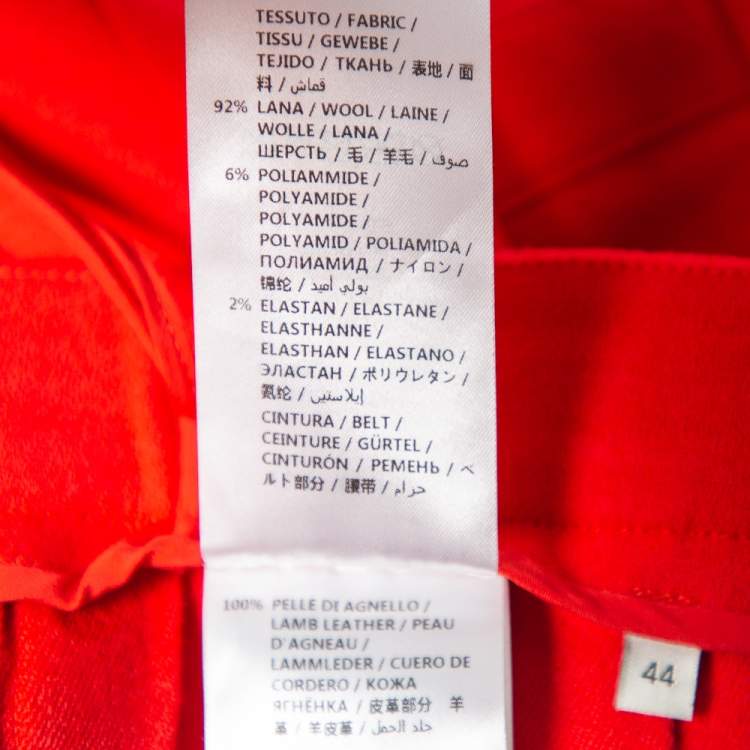 TESSUTO / FABRIC /
TISSU / GEWEBE /
TEJIDO / ТКАНЬ / 表地 / 面
料 / قماش
92% LANA / WOOL / LAINE /
WOLLE / LANA /
ШЕРСТЬ / 毛 / 羊毛 / صوف
6% POLIAMMIDE /
POLYAMIDE /
POLYAMIDE /
POLYAMID / POLIAMIDA /
ПОЛИАМИД / ナイロン /
锦纶 / بولي أميد
2% ELASTAN / ELASTANE /
ELASTHANNE /
ELASTHAN / ELASTANO /
ЭЛАСТАН / ポリウレタン /
氨纶 / إيلاستين
CINTURA / BELT /
CEINTURE / GÜRTEL /
CINTURÓN / РЕМЕНЬ / ベ
ルト部分 / 腰带 / حزام
100% PELLE DI AGNELLO /
LAMB LEATHER / PEAU
D'AGNEAU /
LAMMLEDER / CUERO DE
CORDERO / КОЖА
ЯГНЁНКА / 皮革部分 羊
革 / 羊皮革 / جلد الحمل
44